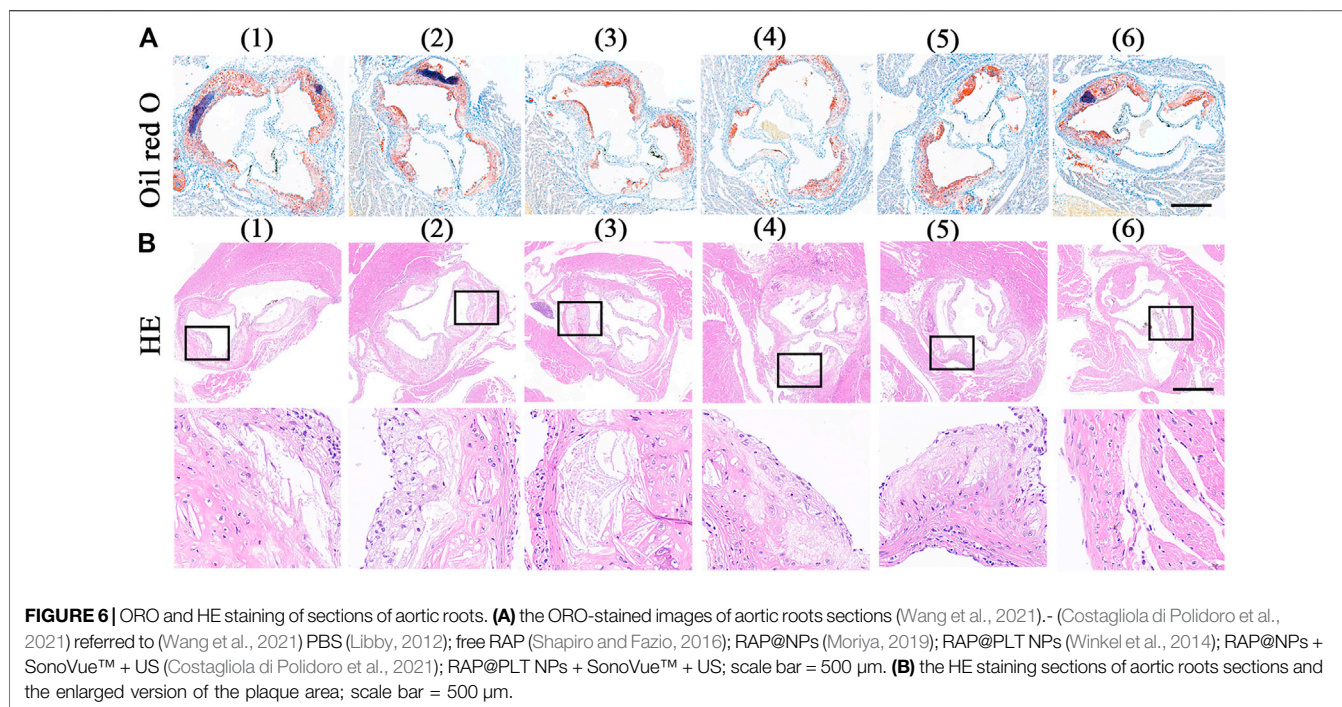 A (1) (2) (3) (4) (5) (6)
Oil red O
B (1) (2) (3) (4) (5) (6)
HE
FIGURE 6 | ORO and HE staining of sections of aortic roots. (A) the ORO-stained images of aortic roots sections (Wang et al., 2021).- (Costagliola di Polidoro et al.,
2021) referred to (Wang et al., 2021) PBS (Libby, 2012); free RAP (Shapiro and Fazio, 2016); RAP@NPs (Moriya, 2019); RAP@PLT NPs (Winkel et al., 2014); RAP@NPs +
SonoVue™ + US (Costagliola di Polidoro et al., 2021); RAP@PLT NPs + SonoVue™ + US; scale bar = 500 μm. (B) the HE staining sections of aortic roots sections and
the enlarged version of the plaque area; scale bar = 500 μm.